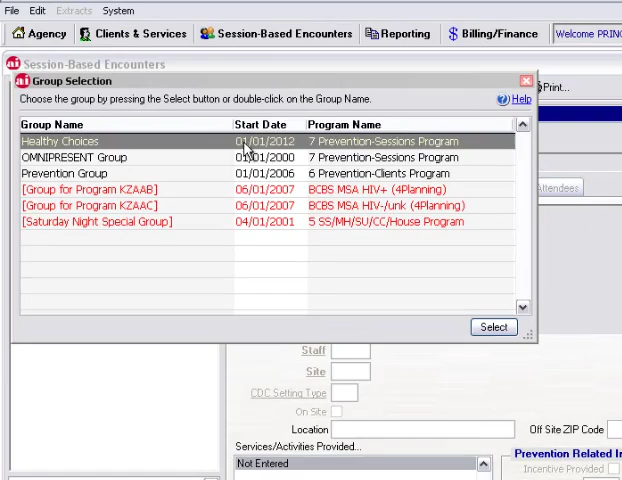 File Edit Extracts System
Agency Clients & Services Session-Based Encounters Reporting $ Billing/Finance Welcome PRINC
Session-Based Encounters
Group Selection
Choose the group by pressing the Select button or double-click on the Group Name. Help
Print...
Group Name Start Date Program Name
Healthy Choices 01/01/2012 7 Prevention-Sessions Program
OMNIPRESENT Group 01/01/2000 7 Prevention-Sessions Program
Prevention Group 01/01/2006 6 Prevention-Clients Program
Attendees
[Group for Program KZAAB] 06/01/2007 BCBS MSA HIV+ (4Planning)
[Group for Program KZAAC] 06/01/2007 BCBS MSA HIV-/unk (4Planning)
[Saturday Night Special Group] 04/01/2001 5 SS/MH/SU/CC/House Program
Select
Staff
Site
CDC Setting Type
On Site
Location Off Site ZIP Code
Services/Activities Provided...
Prevention Related In
Not Entered
Incentive Provided